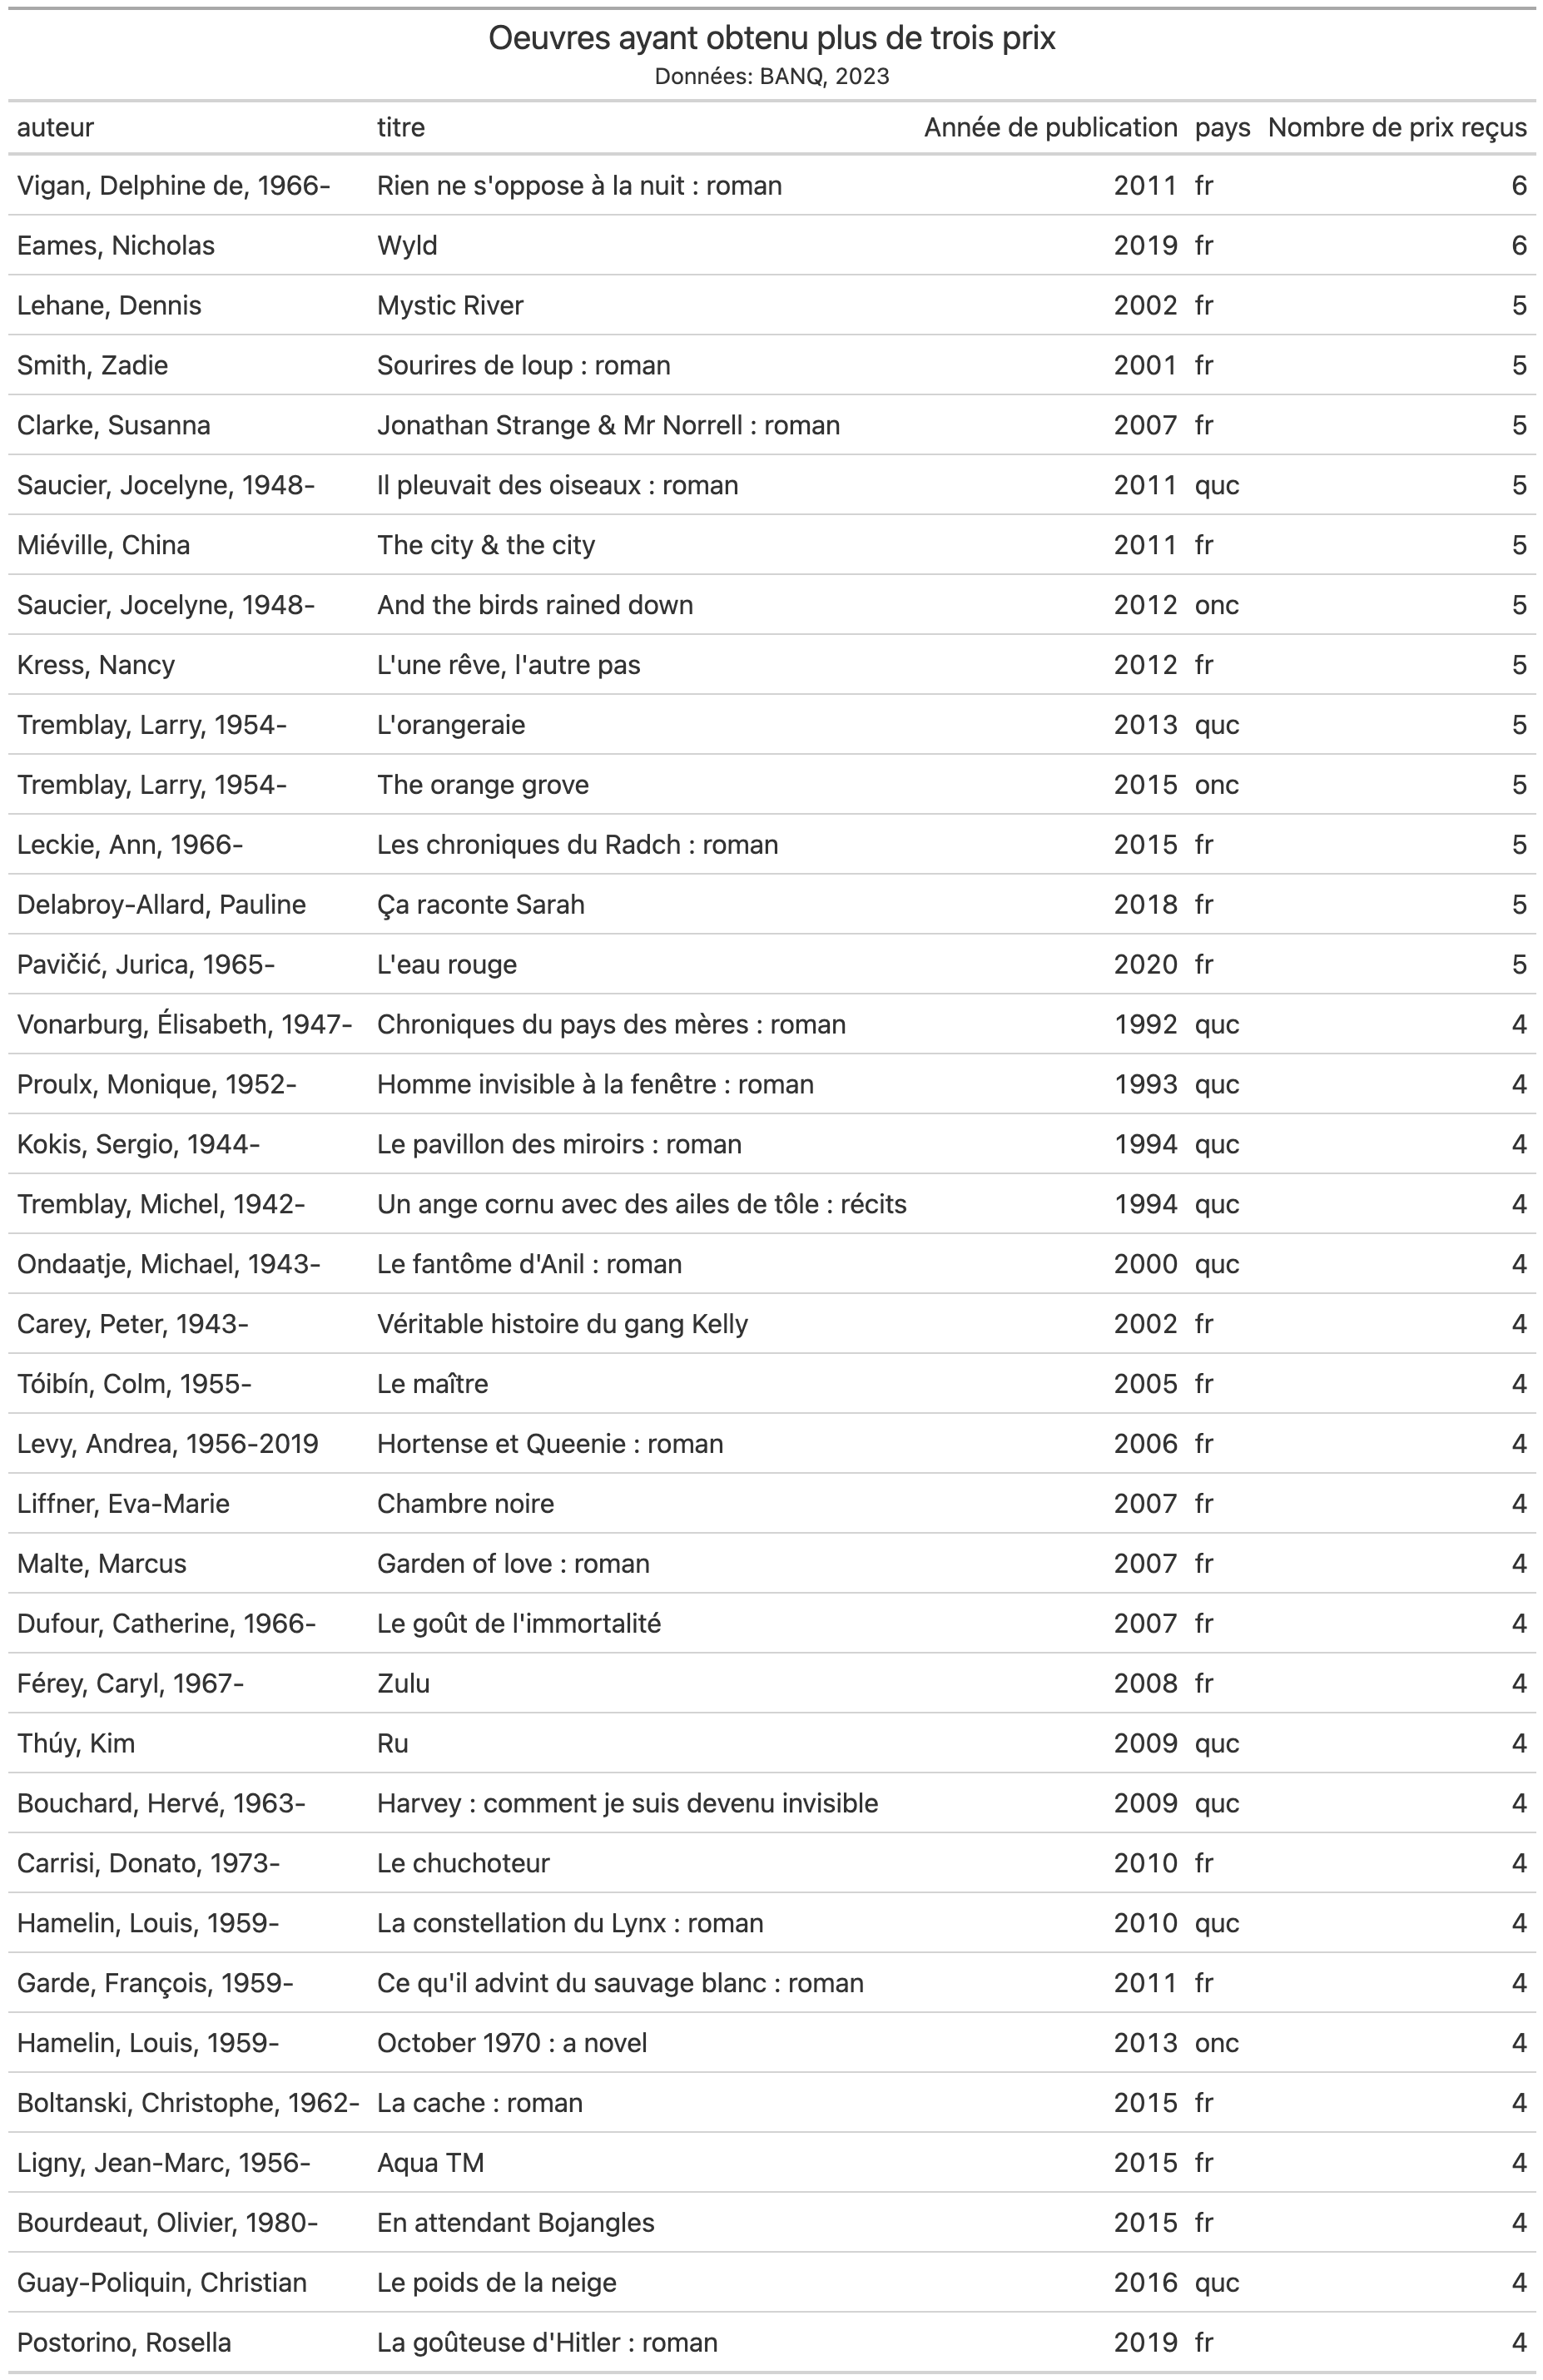 Oeuvres ayant obtenu plus de trois prix
Données: BANQ, 2023
auteur titre Année de publication pays Nombre de prix reçus
Vigan, Delphine de, 1966- Rien ne s'oppose à la nuit : roman 2011 fr 6
Eames, Nicholas Wyld 2019 fr 6
Lehane, Dennis Mystic River 2002 fr 5
Smith, Zadie Sourires de loup : roman 2001 fr 5
Clarke, Susanna Jonathan Strange & Mr Norrell : roman 2007 fr 5
Saucier, Jocelyne, 1948- Il pleuvait des oiseaux : roman 2011 quc 5
Miéville, China The city & the city 2011 fr 5
Saucier, Jocelyne, 1948- And the birds rained down 2012 onc 5
Kress, Nancy L'une rêve, l'autre pas 2012 fr 5
Tremblay, Larry, 1954- L'orangeraie 2013 quc 5
Tremblay, Larry, 1954- The orange grove 2015 onc 5
Leckie, Ann, 1966- Les chroniques du Radch : roman 2015 fr 5
Delabroy-Allard, Pauline Ça raconte Sarah 2018 fr 5
Pavičić, Jurica, 1965- L'eau rouge 2020 fr 5
Vonarburg, Élisabeth, 1947- Chroniques du pays des mères : roman 1992 quc 4
Proulx, Monique, 1952- Homme invisible à la fenêtre : roman 1993 quc 4
Kokis, Sergio, 1944- Le pavillon des miroirs : roman 1994 quc 4
Tremblay, Michel, 1942- Un ange cornu avec des ailes de tôle : récits 1994 quc 4
Ondaatje, Michael, 1943- Le fantôme d'Anil : roman 2000 quc 4
Carey, Peter, 1943- Véritable histoire du gang Kelly 2002 fr 4
Tóibín, Colm, 1955- Le maître 2005 fr 4
Levy, Andrea, 1956-2019 Hortense et Queenie : roman 2006 fr 4
Liffner, Eva-Marie Chambre noire 2007 fr 4
Malte, Marcus Garden of love : roman 2007 fr 4
Dufour, Catherine, 1966- Le goût de l'immortalité 2007 fr 4
Férey, Caryl, 1967- Zulu 2008 fr 4
Thúy, Kim Ru 2009 quc 4
Bouchard, Hervé, 1963- Harvey : comment je suis devenu invisible 2009 quc 4
Carrisi, Donato, 1973- Le chuchoteur 2010 fr 4
Hamelin, Louis, 1959- La constellation du Lynx : roman 2010 quc 4
Garde, François, 1959- Ce qu'il advint du sauvage blanc : roman 2011 fr 4
Hamelin, Louis, 1959- October 1970 : a novel 2013 onc 4
Boltanski, Christophe, 1962- La cache : roman 2015 fr 4
Ligny, Jean-Marc, 1956- Aqua TM 2015 fr 4
Bourdeaut, Olivier, 1980- En attendant Bojangles 2015 fr 4
Guay-Poliquin, Christian Le poids de la neige 2016 quc 4
Postorino, Rosella La goûteuse d'Hitler : roman 2019 fr 4